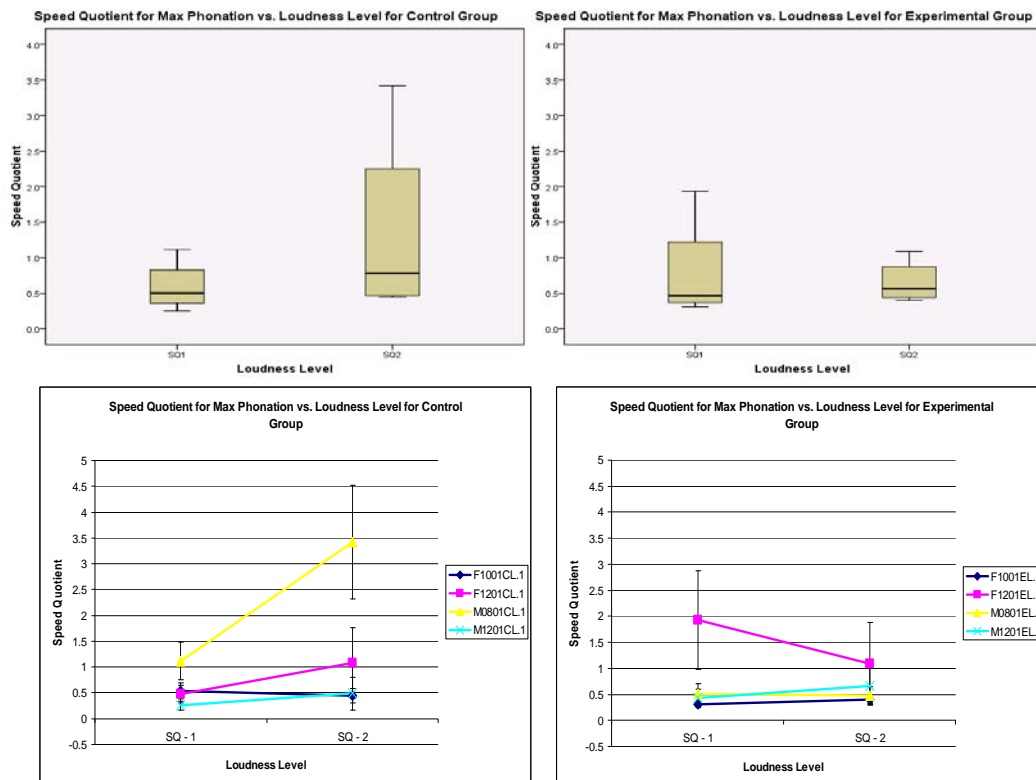 Speed Quotient for Max Phonation vs. Loudness Level for Control Group
4.0
3.5
3.0
2.5
2.0
1.5
1.0
0.5
0.0
Speed Quotient
SQ1
SQ2
Loudness Level
Speed Quotient for Max Phonation vs. Loudness Level for Experimental Group
4.0
3.5
3.0
2.5
2.0
1.5
1.0
0.5
0.0
Speed Quotient
SQ1
SQ2
Loudness Level
Speed Quotient for Max Phonation vs. Loudness Level for Control
Group
5
4.5
4
3.5
3
2.5
2
1.5
1
0.5
0
-0.5
Speed Quotient
SQ - 1
SQ - 2
Loudness Level
F1001CL.1
F1201CL.1
M0801CL.1
M1201CL.1
Speed Quotient for Max Phonation vs. Loudness Level for Experimental
Group
5
4.5
4
3.5
3
2.5
2
1.5
1
0.5
0
-0.5
Speed Quotient
SQ - 1
SQ - 2
Loudness Level
F1001EL.
F1201EL.
M0801EL.
M1201EL.